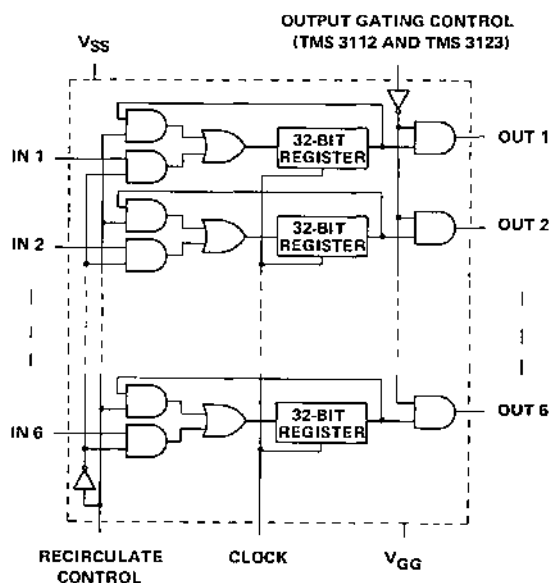 OUTPUT GATING CONTROL
(TMS 3112 AND TMS 3123)
VSS
IN 1
32-BIT
REGISTER
OUT 1
IN 2
32-BIT
REGISTER
OUT 2
IN 6
32-BIT
REGISTER
OUT 6
RECIRCULATE
CONTROL
CLOCK
VGG